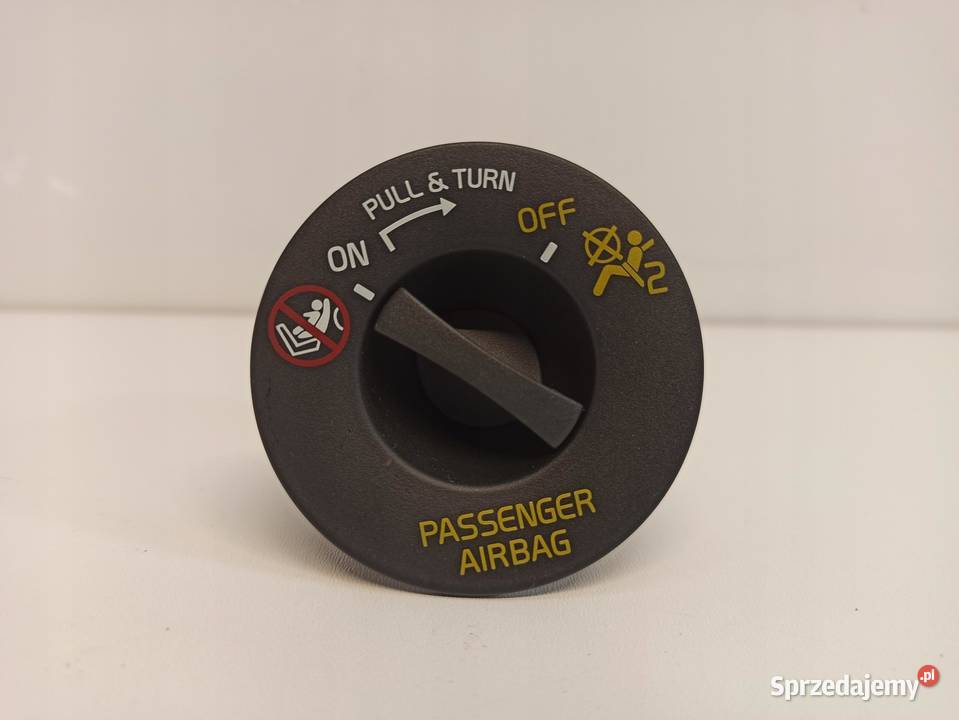 PULL & TURN
ON
OFF
2
PASSENGER
AIRBAG
Sprzedajemy.pl